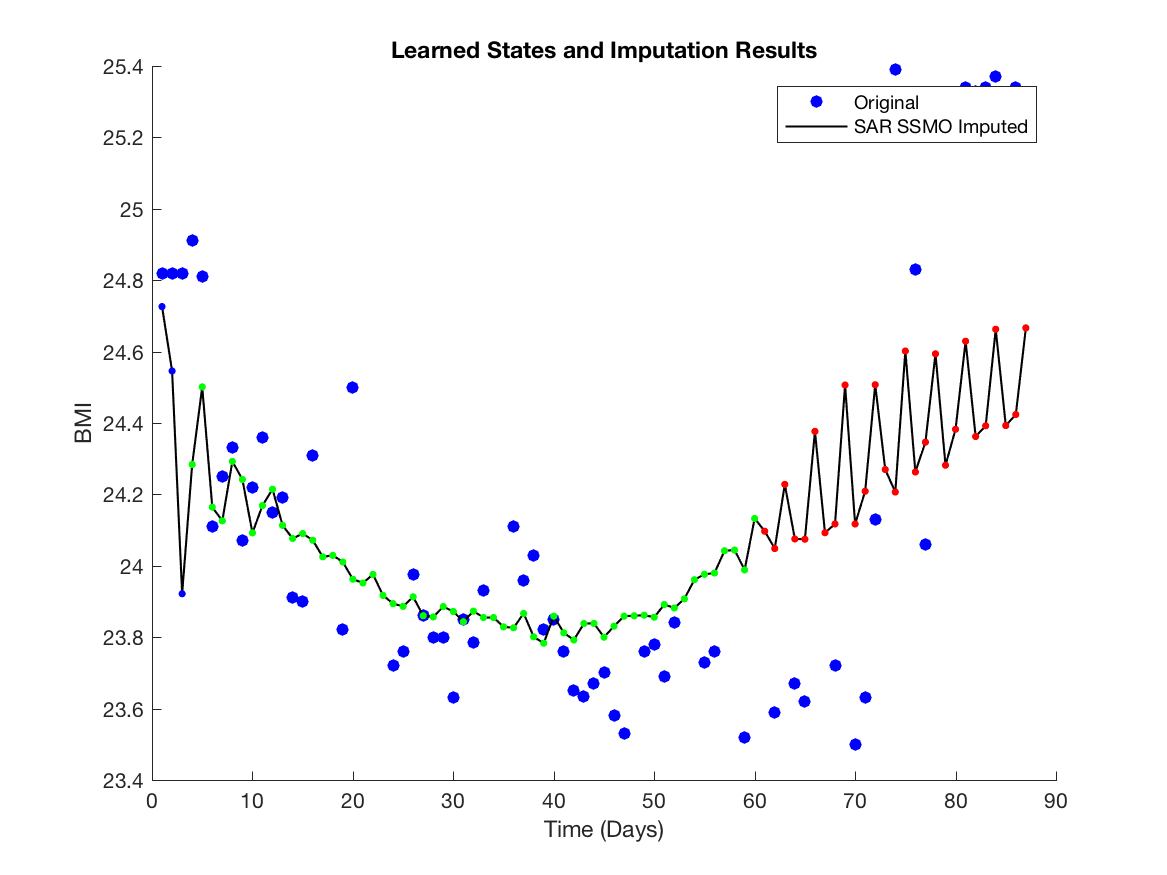 Learned States and Imputation Results
25.4
25.2
25
24.8
24.6
24.4
24.2
24
23.8
23.6
23.4
BMI
Original
SAR SSMO Imputed
0 10 20 30 40 50 60 70 80 90
Time (Days)